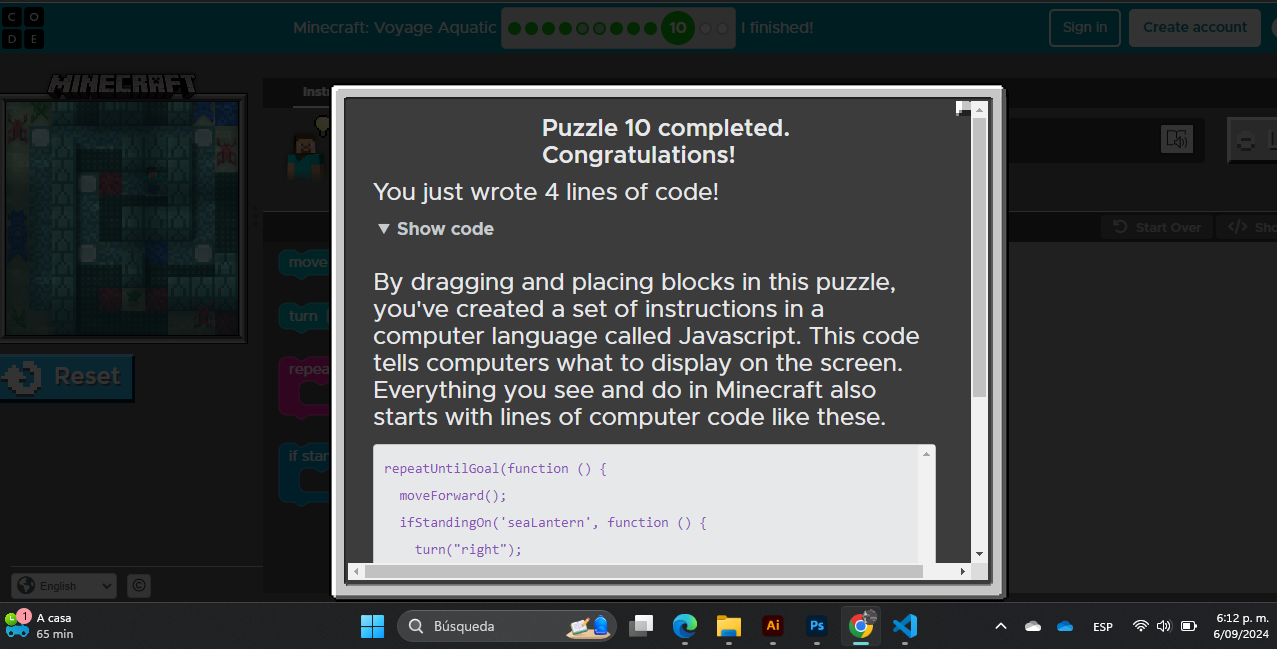 C O
D E
Minecraft: Voyage Aquatic
10
I finished!
Sign in
Create account
MINECRAFT
Inst
Puzzle 10 completed.
Congratulations!
You just wrote 4 lines of code!
▼ Show code
By dragging and placing blocks in this puzzle,
you've created a set of instructions in a
computer language called Javascript. This code
tells computers what to display on the screen.
Everything you see and do in Minecraft also
starts with lines of computer code like these.
repeatUntilGoal(function () {
moveForward();
ifStandingOn('seaLantern', function () {
turn("right");
Start Over
</> Sho
move
turn
repea
if star
Reset
English
©
1
A casa
65 min
Búsqueda
Ai
Ps
ESP
6:12 p. m.
6/09/2024